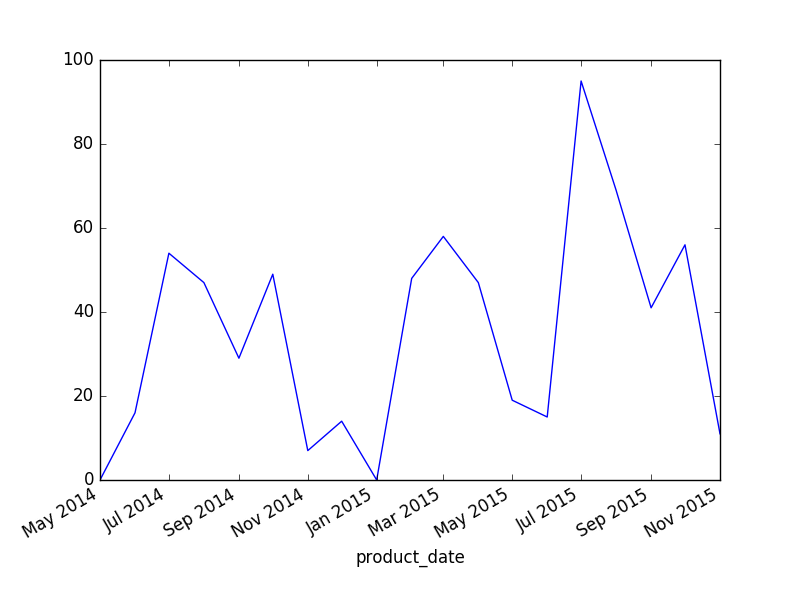 100
80
60
40
20
0
May 2014
Jul 2014
Sep 2014
Nov 2014
Jan 2015
Mar 2015
May 2015
Jul 2015
Sep 2015
Nov 2015
product_date